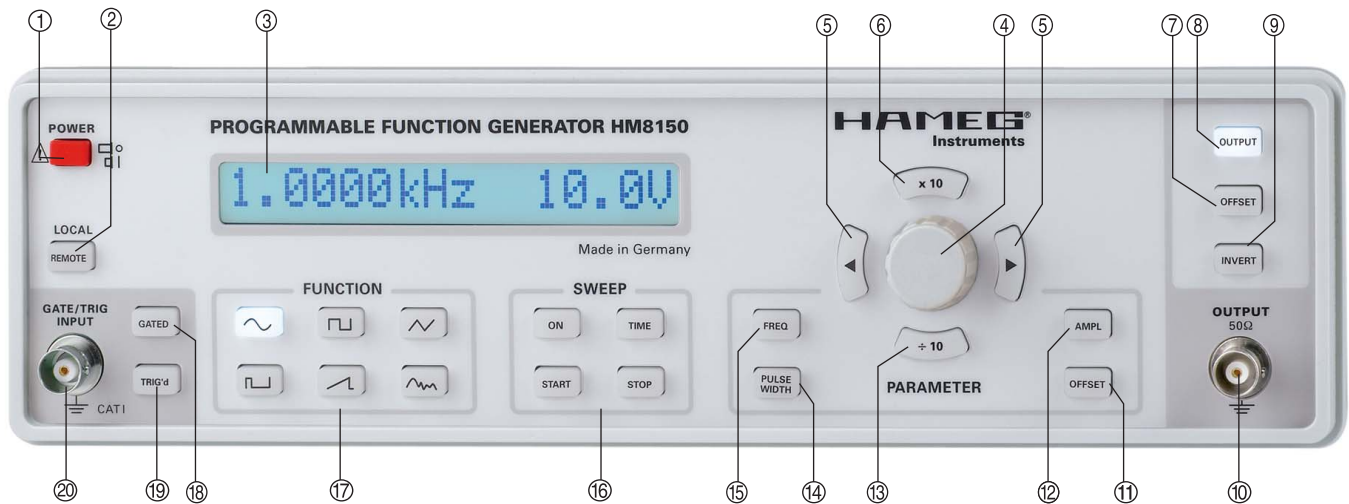 ① ② ③ ⑤ ⑥ ④ ⑤ ⑦ ⑧ ⑨
POWER
PROGRAMMABLE FUNCTION GENERATOR HM8150
HAMEG®
Instruments
OUTPUT
1.0000kHz 10.0V
x 10
OFFSET
LOCAL
REMOTE
Made in Germany
INVERT
GATE/TRIG
INPUT
GATED
TRIG'd
CAT I
FUNCTION
SWEEP
ON
TIME
START
STOP
FREQ
PULSE
WIDTH
÷ 10
PARAMETER
AMPL
OFFSET
OUTPUT
50Ω
⑳ ⑲ ⑱ ⑰ ⑯ ⑮ ⑭ ⑬ ⑫ ⑪ ⑩